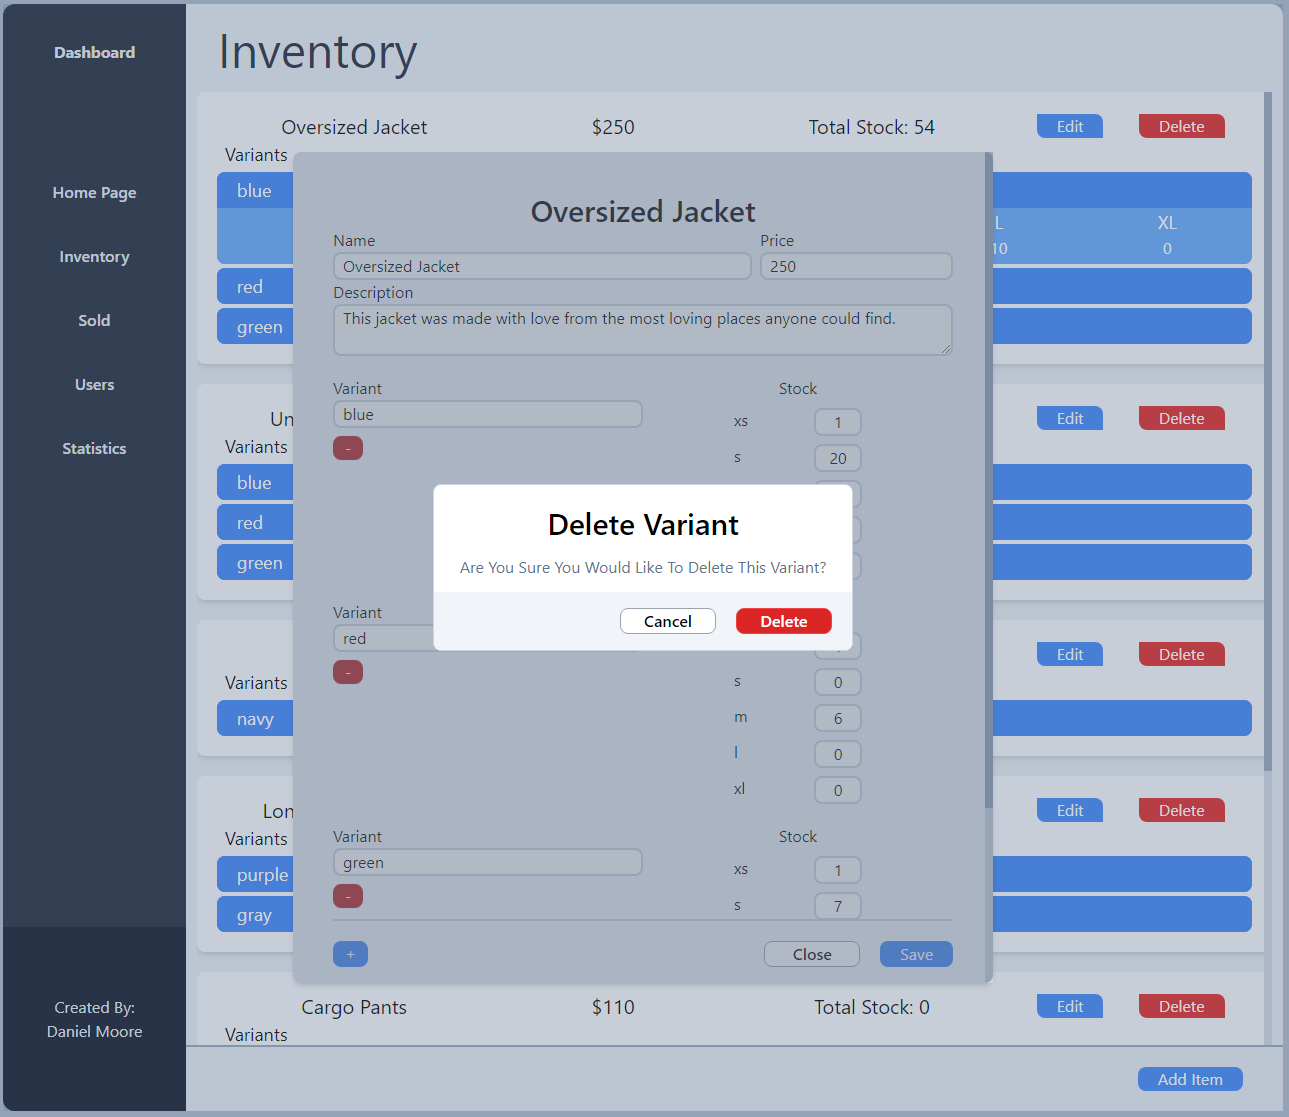 Dashboard
Home Page
Inventory
Sold
Users
Statistics
Created By:
Daniel Moore
Inventory
Oversized Jacket $250 Total Stock: 54 Edit Delete
Variants
blue
L XL
10 0
red
green
Un Edit Delete
Variants
blue
red
green
Edit Delete
Variants
navy
Lon Edit Delete
Variants
purple
gray
Cargo Pants $110 Total Stock: 0 Edit Delete
Variants
Add Item
Oversized Jacket
Name Price
Oversized Jacket 250
Description
This jacket was made with love from the most loving places anyone could find.
Variant Stock
blue xs 1
- s 20
Variant
red
- s 0
m 6
l 0
xl 0
Variant Stock
green xs 1
- s 7
+ Close Save
Delete Variant
Are You Sure You Would Like To Delete This Variant?
Cancel Delete